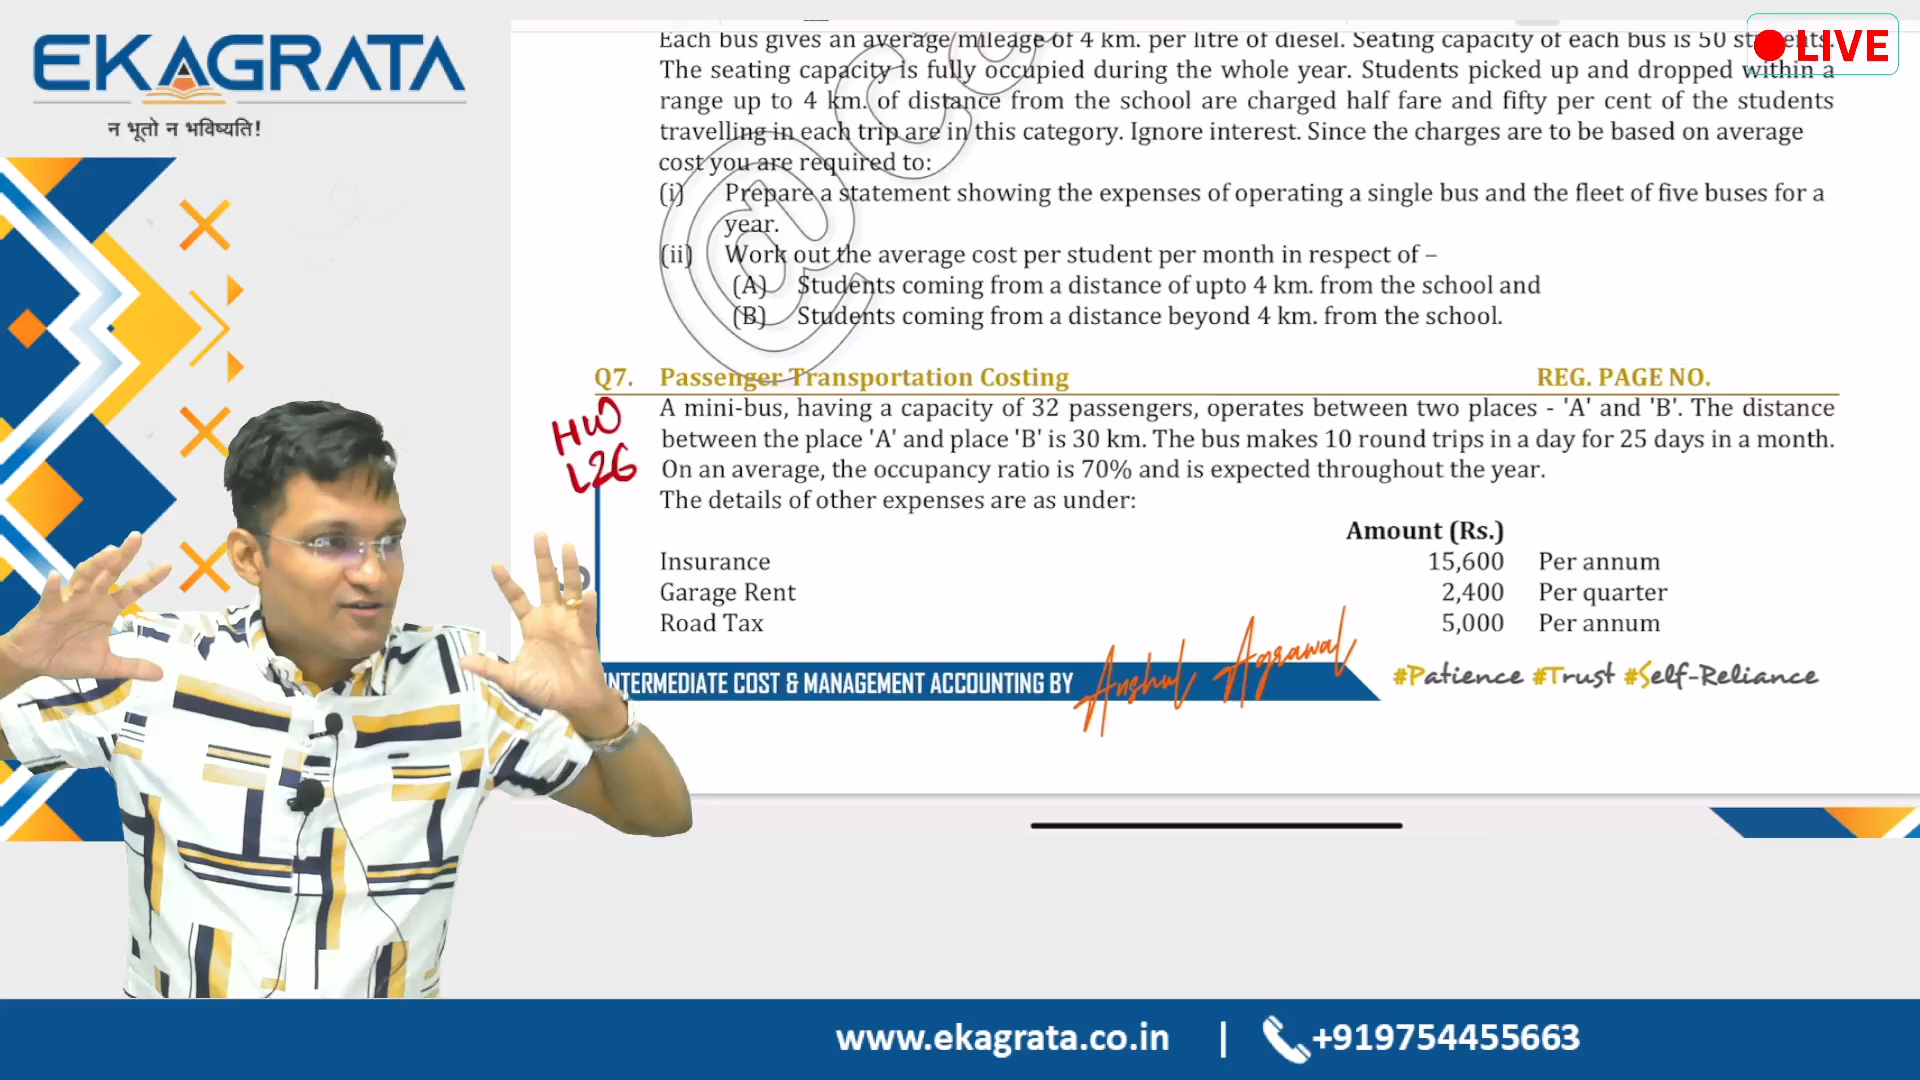 EKAGRATA
न भूतो न भविष्यति!
LIVE
Each bus gives an average mileage of 4 km. per litre of diesel. Seating capacity of each bus is 50 students.
The seating capacity is fully occupied during the whole year. Students picked up and dropped within a
range up to 4 km. of distance from the school are charged half fare and fifty per cent of the students
travelling in each trip are in this category. Ignore interest. Since the charges are to be based on average
cost you are required to:
(i) Prepare a statement showing the expenses of operating a single bus and the fleet of five buses for a
year.
(ii) Work out the average cost per student per month in respect of –
(A) Students coming from a distance of upto 4 km. from the school and
(B) Students coming from a distance beyond 4 km. from the school.
Q7. Passenger Transportation Costing REG. PAGE NO.
HW
L26
A mini-bus, having a capacity of 32 passengers, operates between two places - 'A' and 'B'. The distance
between the place 'A' and place 'B' is 30 km. The bus makes 10 round trips in a day for 25 days in a month.
On an average, the occupancy ratio is 70% and is expected throughout the year.
The details of other expenses are as under:
Amount (Rs.)
Insurance 15,600 Per annum
Garage Rent 2,400 Per quarter
Road Tax 5,000 Per annum
INTERMEDIATE COST & MANAGEMENT ACCOUNTING BY Anshul Agrawal
#Patience #Trust #Self-Reliance
www.ekagrata.co.in | +919754455663